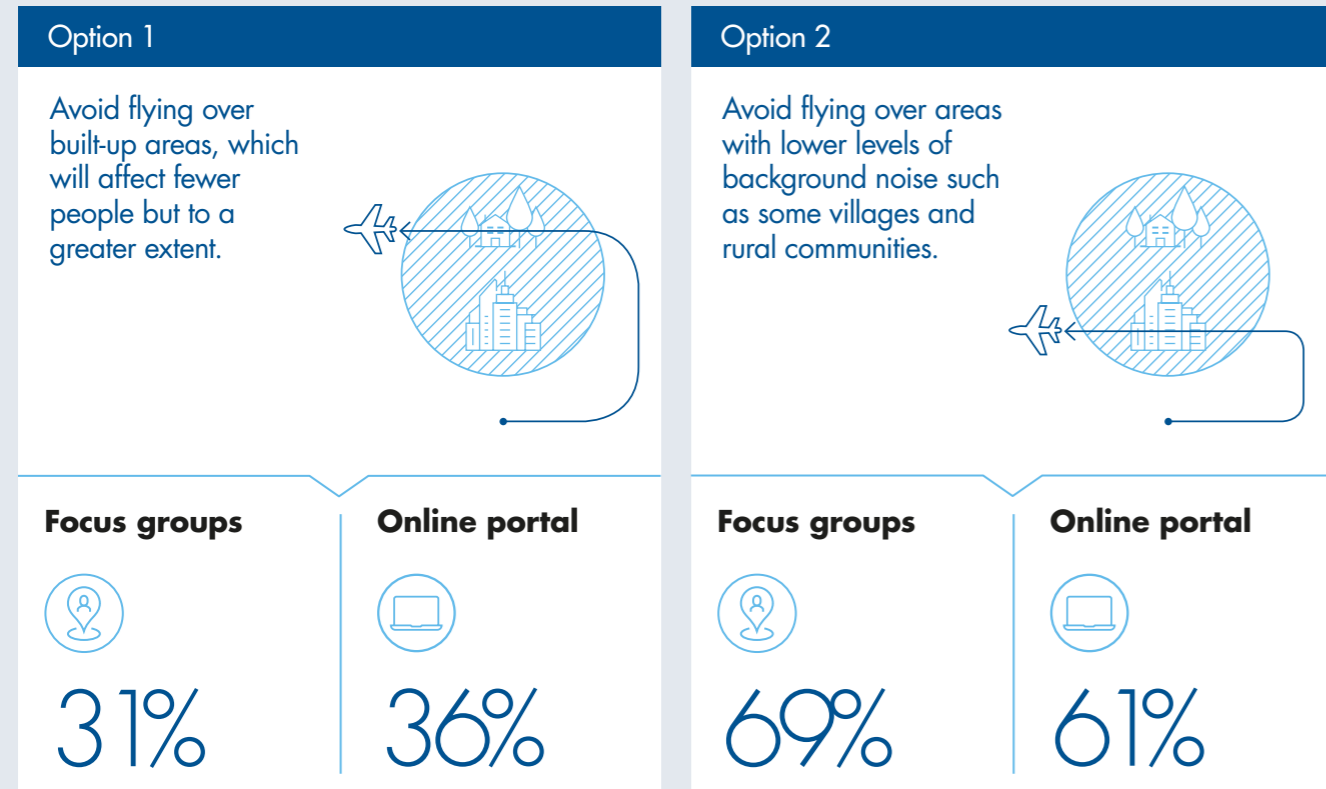 Option 1
Avoid flying over
built-up areas, which
will affect fewer
people but to a
greater extent.
Focus groups
Online portal
31%
36%
Option 2
Avoid flying over areas
with lower levels of
background noise such
as some villages and
rural communities.
Focus groups
Online portal
69%
61%